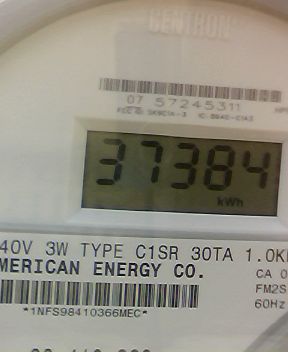 CENTRON
07 57245311
37384
kWh
40V 3W TYPE C1SR 30TA 1.0K
MERICAN ENERGY CO.
CA 0
FM2S
60Hz
*1NFS98410366MEC*